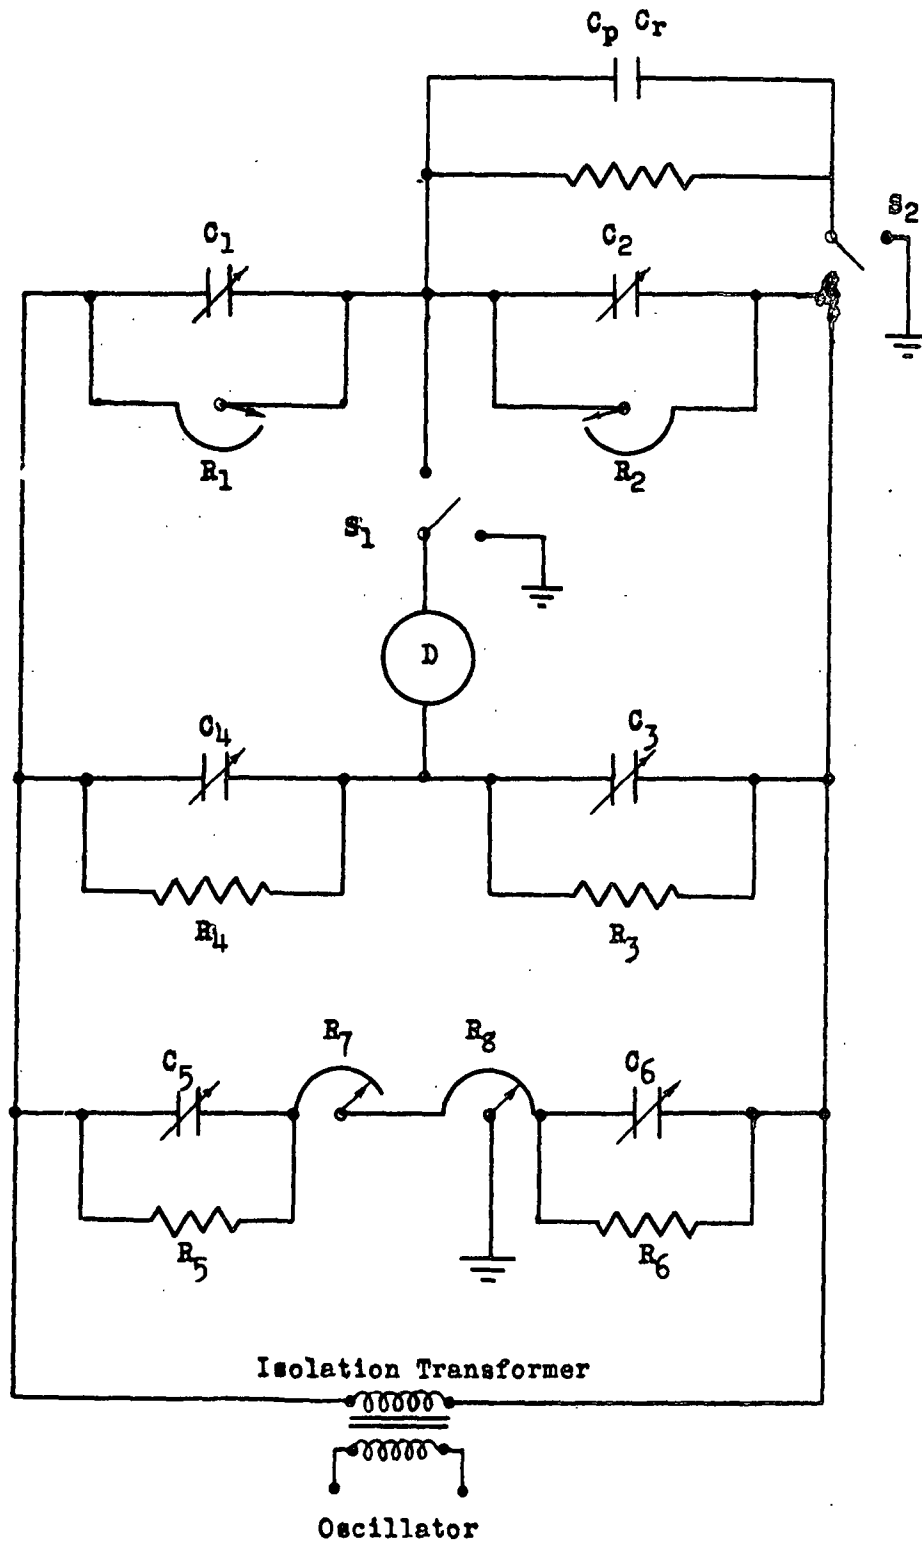 Cp Cr
S2
C1
C2
R1
R2
S1
D
C4
C3
R4
R3
R7
R8
C5
C6
R5
R6
Isolation Transformer
Oscillator